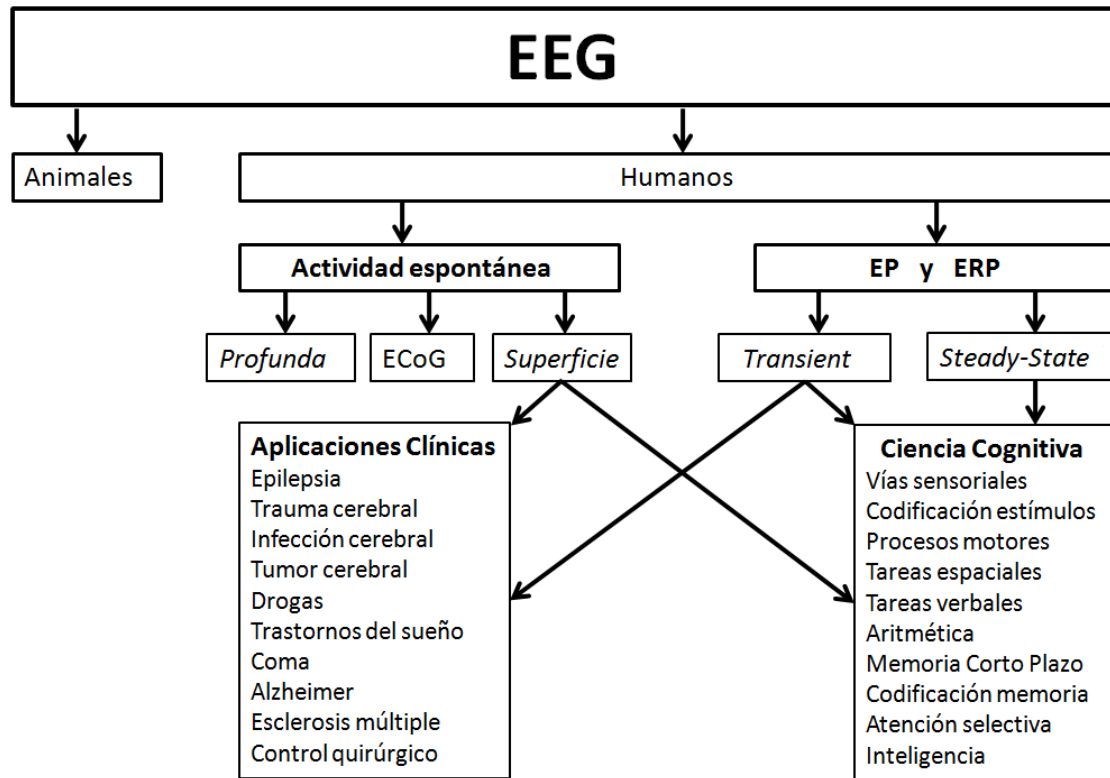 EEG
Animales
Humanos
Actividad espontánea
EP y ERP
Profunda
ECoG
Superficie
Transient
Steady-State
Aplicaciones Clínicas
Epilepsia
Trauma cerebral
Infección cerebral
Tumor cerebral
Drogas
Trastornos del sueño
Coma
Alzheimer
Esclerosis múltiple
Control quirúrgico
Ciencia Cognitiva
Vías sensoriales
Codificación estímulos
Procesos motores
Tareas espaciales
Tareas verbales
Aritmética
Memoria Corto Plazo
Codificación memoria
Atención selectiva
Inteligencia